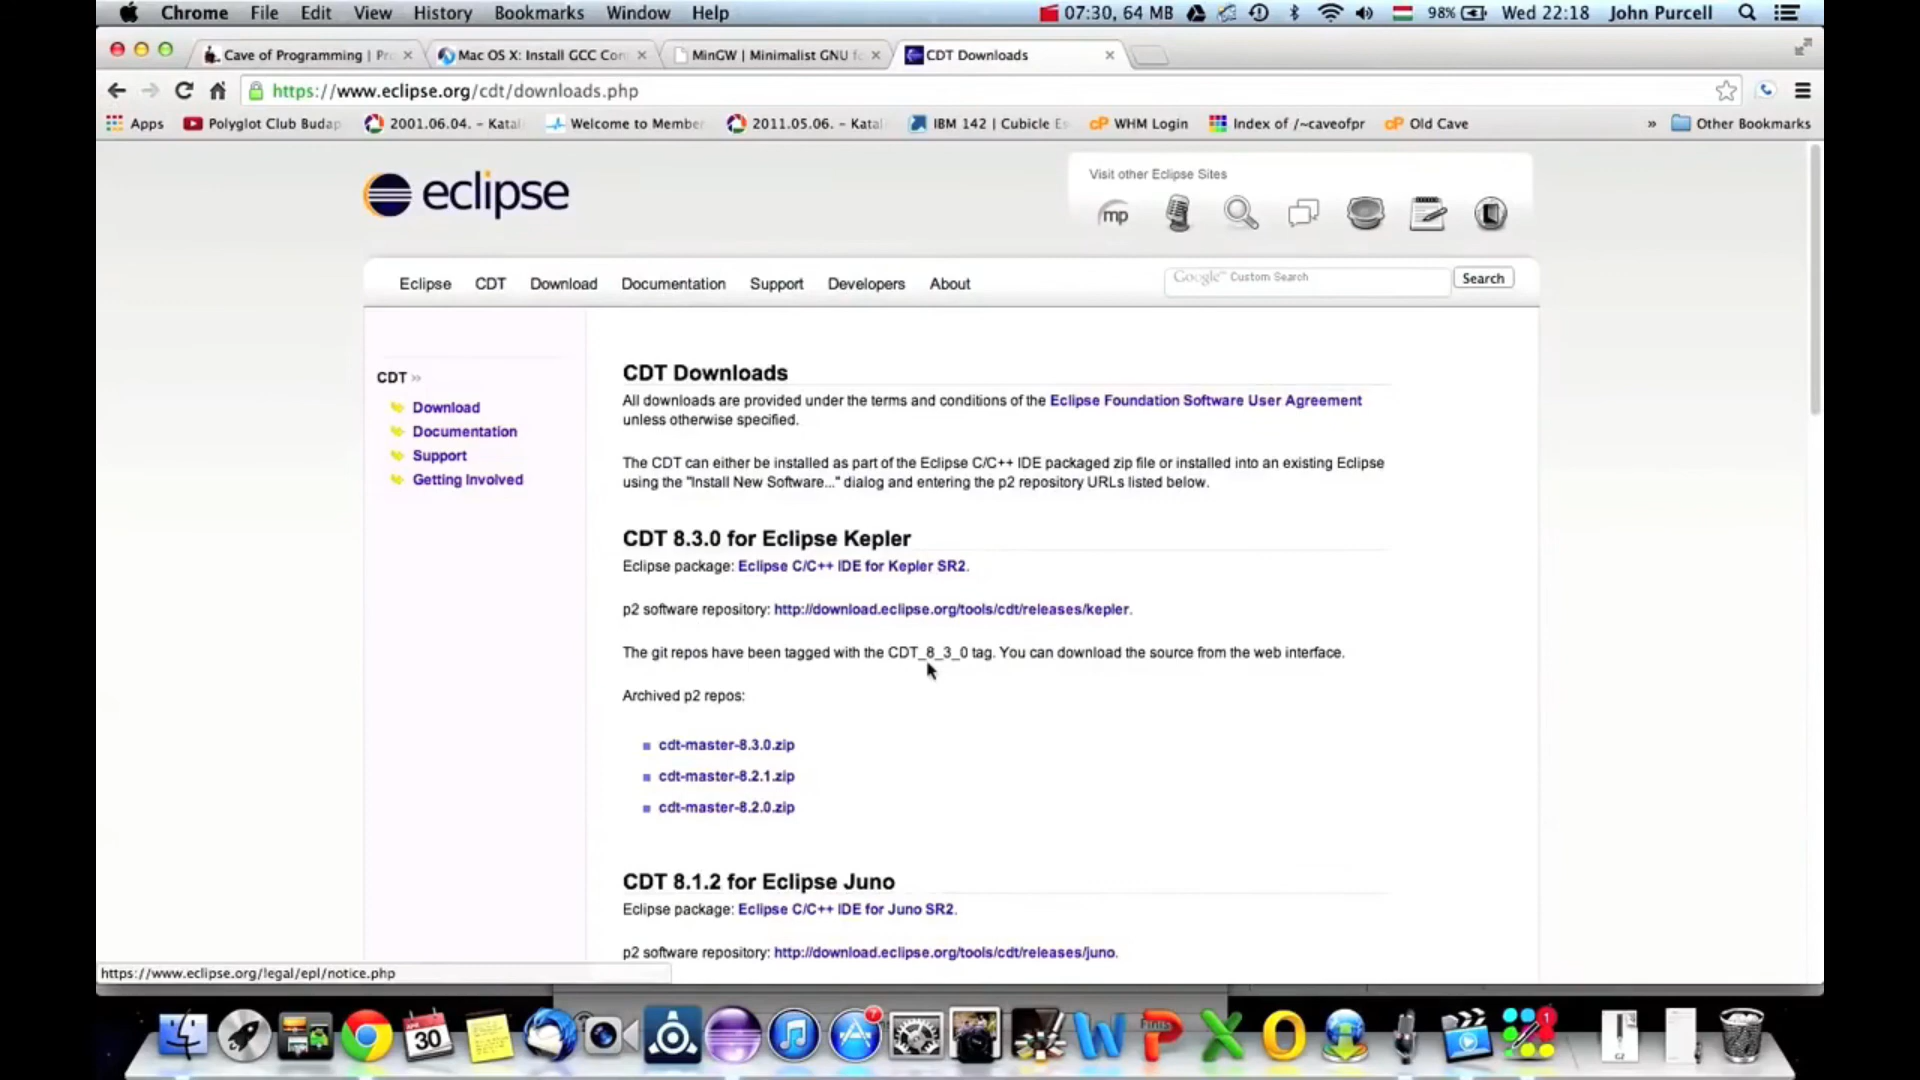 Chrome File Edit View History Bookmarks Window Help 07:30, 64 MB 98% Wed 22:18 John Purcell
Cave of Programming | Pr
Mac OS X: Install GCC Con
MinGW | Minimalist GNU fo
CDT Downloads
https://www.eclipse.org/cdt/downloads.php
Apps Polyglot Club Budap 2001.06.04. - Katal Welcome to Member 2011.05.06. - Katal IBM 142 | Cubicle Es WHM Login Index of /~caveofpr Old Cave » Other Bookmarks
eclipse
Visit other Eclipse Sites
mp
Eclipse CDT Download Documentation Support Developers About
Google™ Custom Search
Search
CDT »
Download
Documentation
Support
Getting Involved
CDT Downloads
All downloads are provided under the terms and conditions of the Eclipse Foundation Software User Agreement
unless otherwise specified.
The CDT can either be installed as part of the Eclipse C/C++ IDE packaged zip file or installed into an existing Eclipse
using the "Install New Software..." dialog and entering the p2 repository URLs listed below.
CDT 8.3.0 for Eclipse Kepler
Eclipse package: Eclipse C/C++ IDE for Kepler SR2.
p2 software repository: http://download.eclipse.org/tools/cdt/releases/kepler.
The git repos have been tagged with the CDT_8_3_0 tag. You can download the source from the web interface.
Archived p2 repos:
cdt-master-8.3.0.zip
cdt-master-8.2.1.zip
cdt-master-8.2.0.zip
CDT 8.1.2 for Eclipse Juno
Eclipse package: Eclipse C/C++ IDE for Juno SR2.
p2 software repository: http://download.eclipse.org/tools/cdt/releases/juno.
https://www.eclipse.org/legal/epl/notice.php
30
7
1